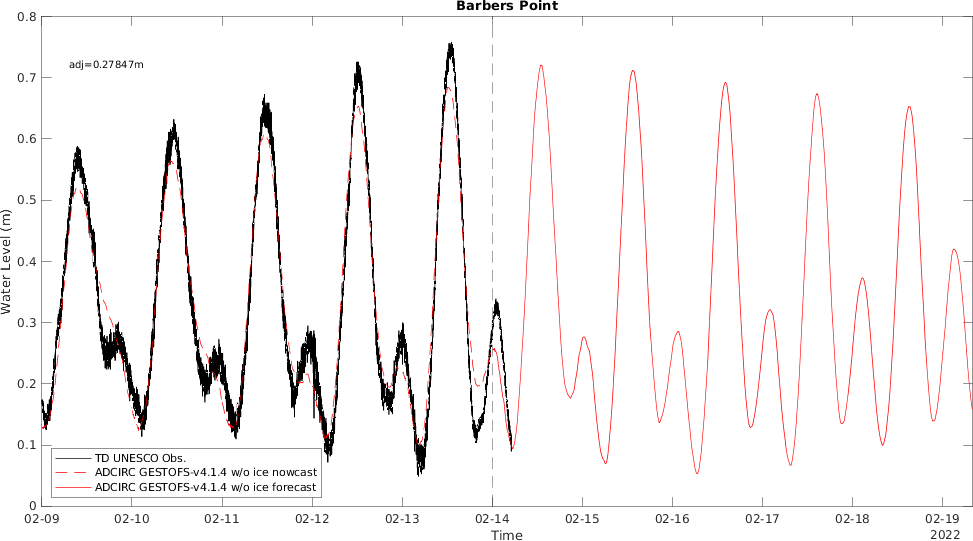 Barbers Point
adj=0.27847m
Water Level (m)
0.8
0.7
0.6
0.5
0.4
0.3
0.2
0.1
0
TD UNESCO Obs.
ADCIRC GESTOFS-v4.1.4 w/o ice nowcast
ADCIRC GESTOFS-v4.1.4 w/o ice forecast
02-09 02-10 02-11 02-12 02-13 02-14 02-15 02-16 02-17 02-18 02-19
Time
2022